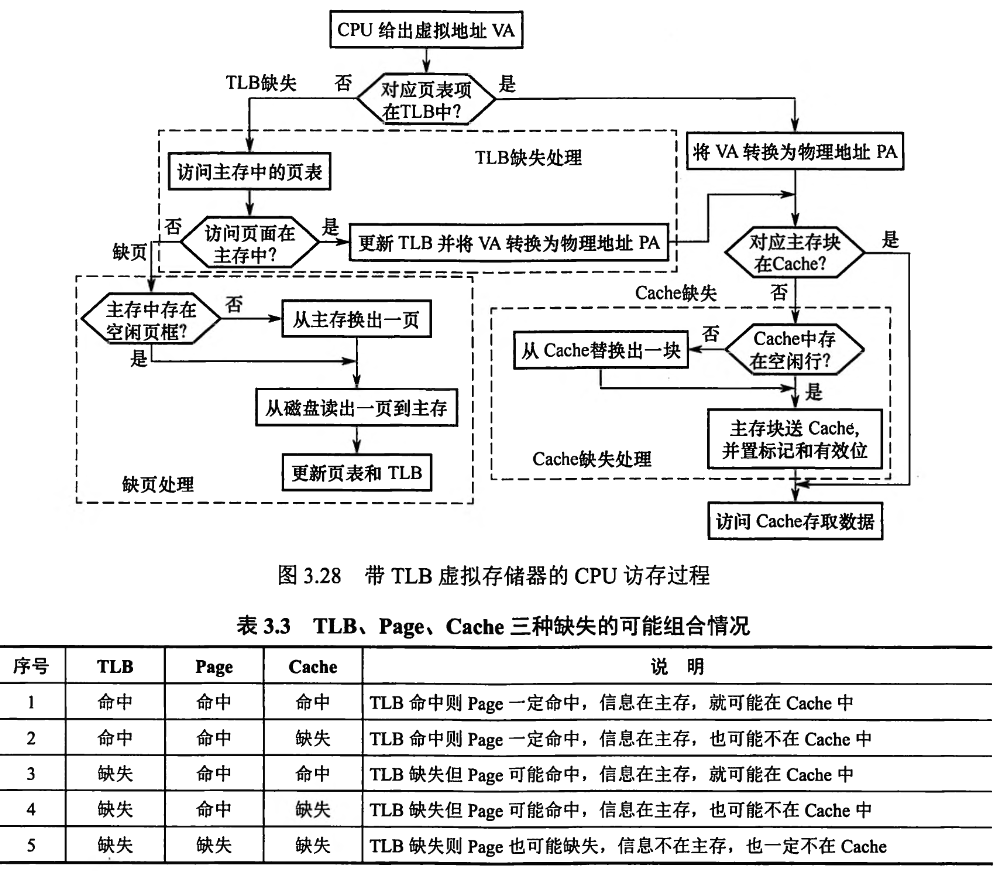 CPU 给出虚拟地址 VA
TLB缺失
否
对应页表项
在TLB中?
是
TLB缺失处理
访问主存中的页表
将 VA 转换为物理地址 PA
否
访问页面在
主存中?
是
更新 TLB 并将 VA 转换为物理地址 PA
缺页
对应主存块
在Cache?
是
否
Cache缺失
主存中存在
空闲页框?
否
从主存换出一页
是
从 Cache替换出一块
否
Cache中存
在空闲行?
是
从磁盘读出一页到主存
主存块送 Cache,
并置标记和有效位
更新页表和 TLB
缺页处理
Cache缺失处理
访问 Cache存取数据
图 3.28 带 TLB 虚拟存储器的 CPU 访存过程
表 3.3 TLB、Page、Cache 三种缺失的可能组合情况
序号 TLB Page Cache 说 明
1 命中 命中 命中 TLB 命中则 Page 一定命中，信息在主存，就可能在 Cache 中
2 命中 命中 缺失 TLB 命中则 Page 一定命中，信息在主存，也可能不在 Cache 中
3 缺失 命中 命中 TLB 缺失但 Page 可能命中，信息在主存，就可能在 Cache 中
4 缺失 命中 缺失 TLB 缺失但 Page 可能命中，信息在主存，也可能不在 Cache 中
5 缺失 缺失 缺失 TLB 缺失则 Page 也可能缺失，信息不在主存，也一定不在 Cache